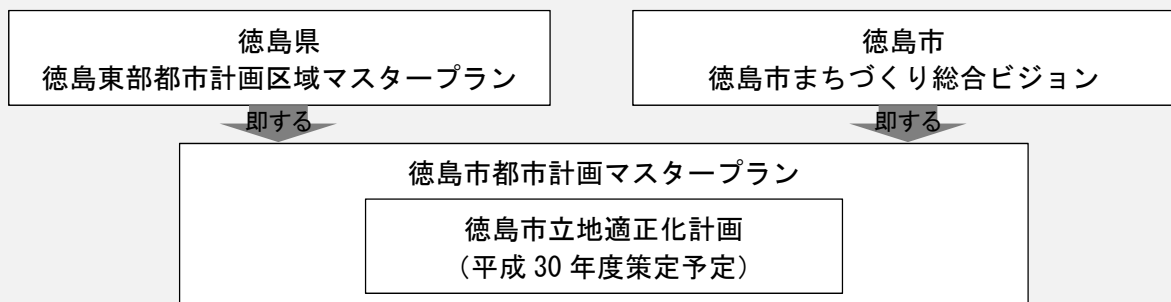 徳島県
徳島東部都市計画区域マスタープラン
徳島市
徳島市まちづくり総合ビジョン
即する
即する
徳島市都市計画マスタープラン
徳島市立地適正化計画
（平成 30 年度策定予定）